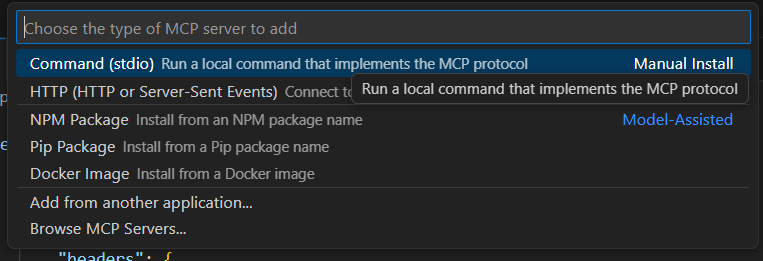 Choose the type of MCP server to add
Command (stdio) Run a local command that implements the MCP protocol Manual Install
HTTP (HTTP or Server-Sent Events) Connect to
Run a local command that implements the MCP protocol
NPM Package Install from an NPM package name Model-Assisted
Pip Package Install from a Pip package name
Docker Image Install from a Docker image
Add from another application...
Browse MCP Servers...
"headers": {